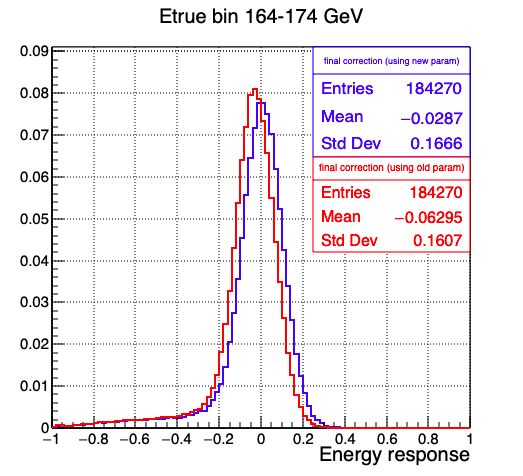 Etrue bin 164-174 GeV
0.09
0.08
0.07
0.06
0.05
0.04
0.03
0.02
0.01
0
final correction (using new param)
Entries 184270
Mean −0.0287
Std Dev 0.1666
final correction (using old param)
Entries 184270
Mean −0.06295
Std Dev 0.1607
−1 −0.8 −0.6 −0.4 −0.2 0 0.2 0.4 0.6 0.8 1
Energy response